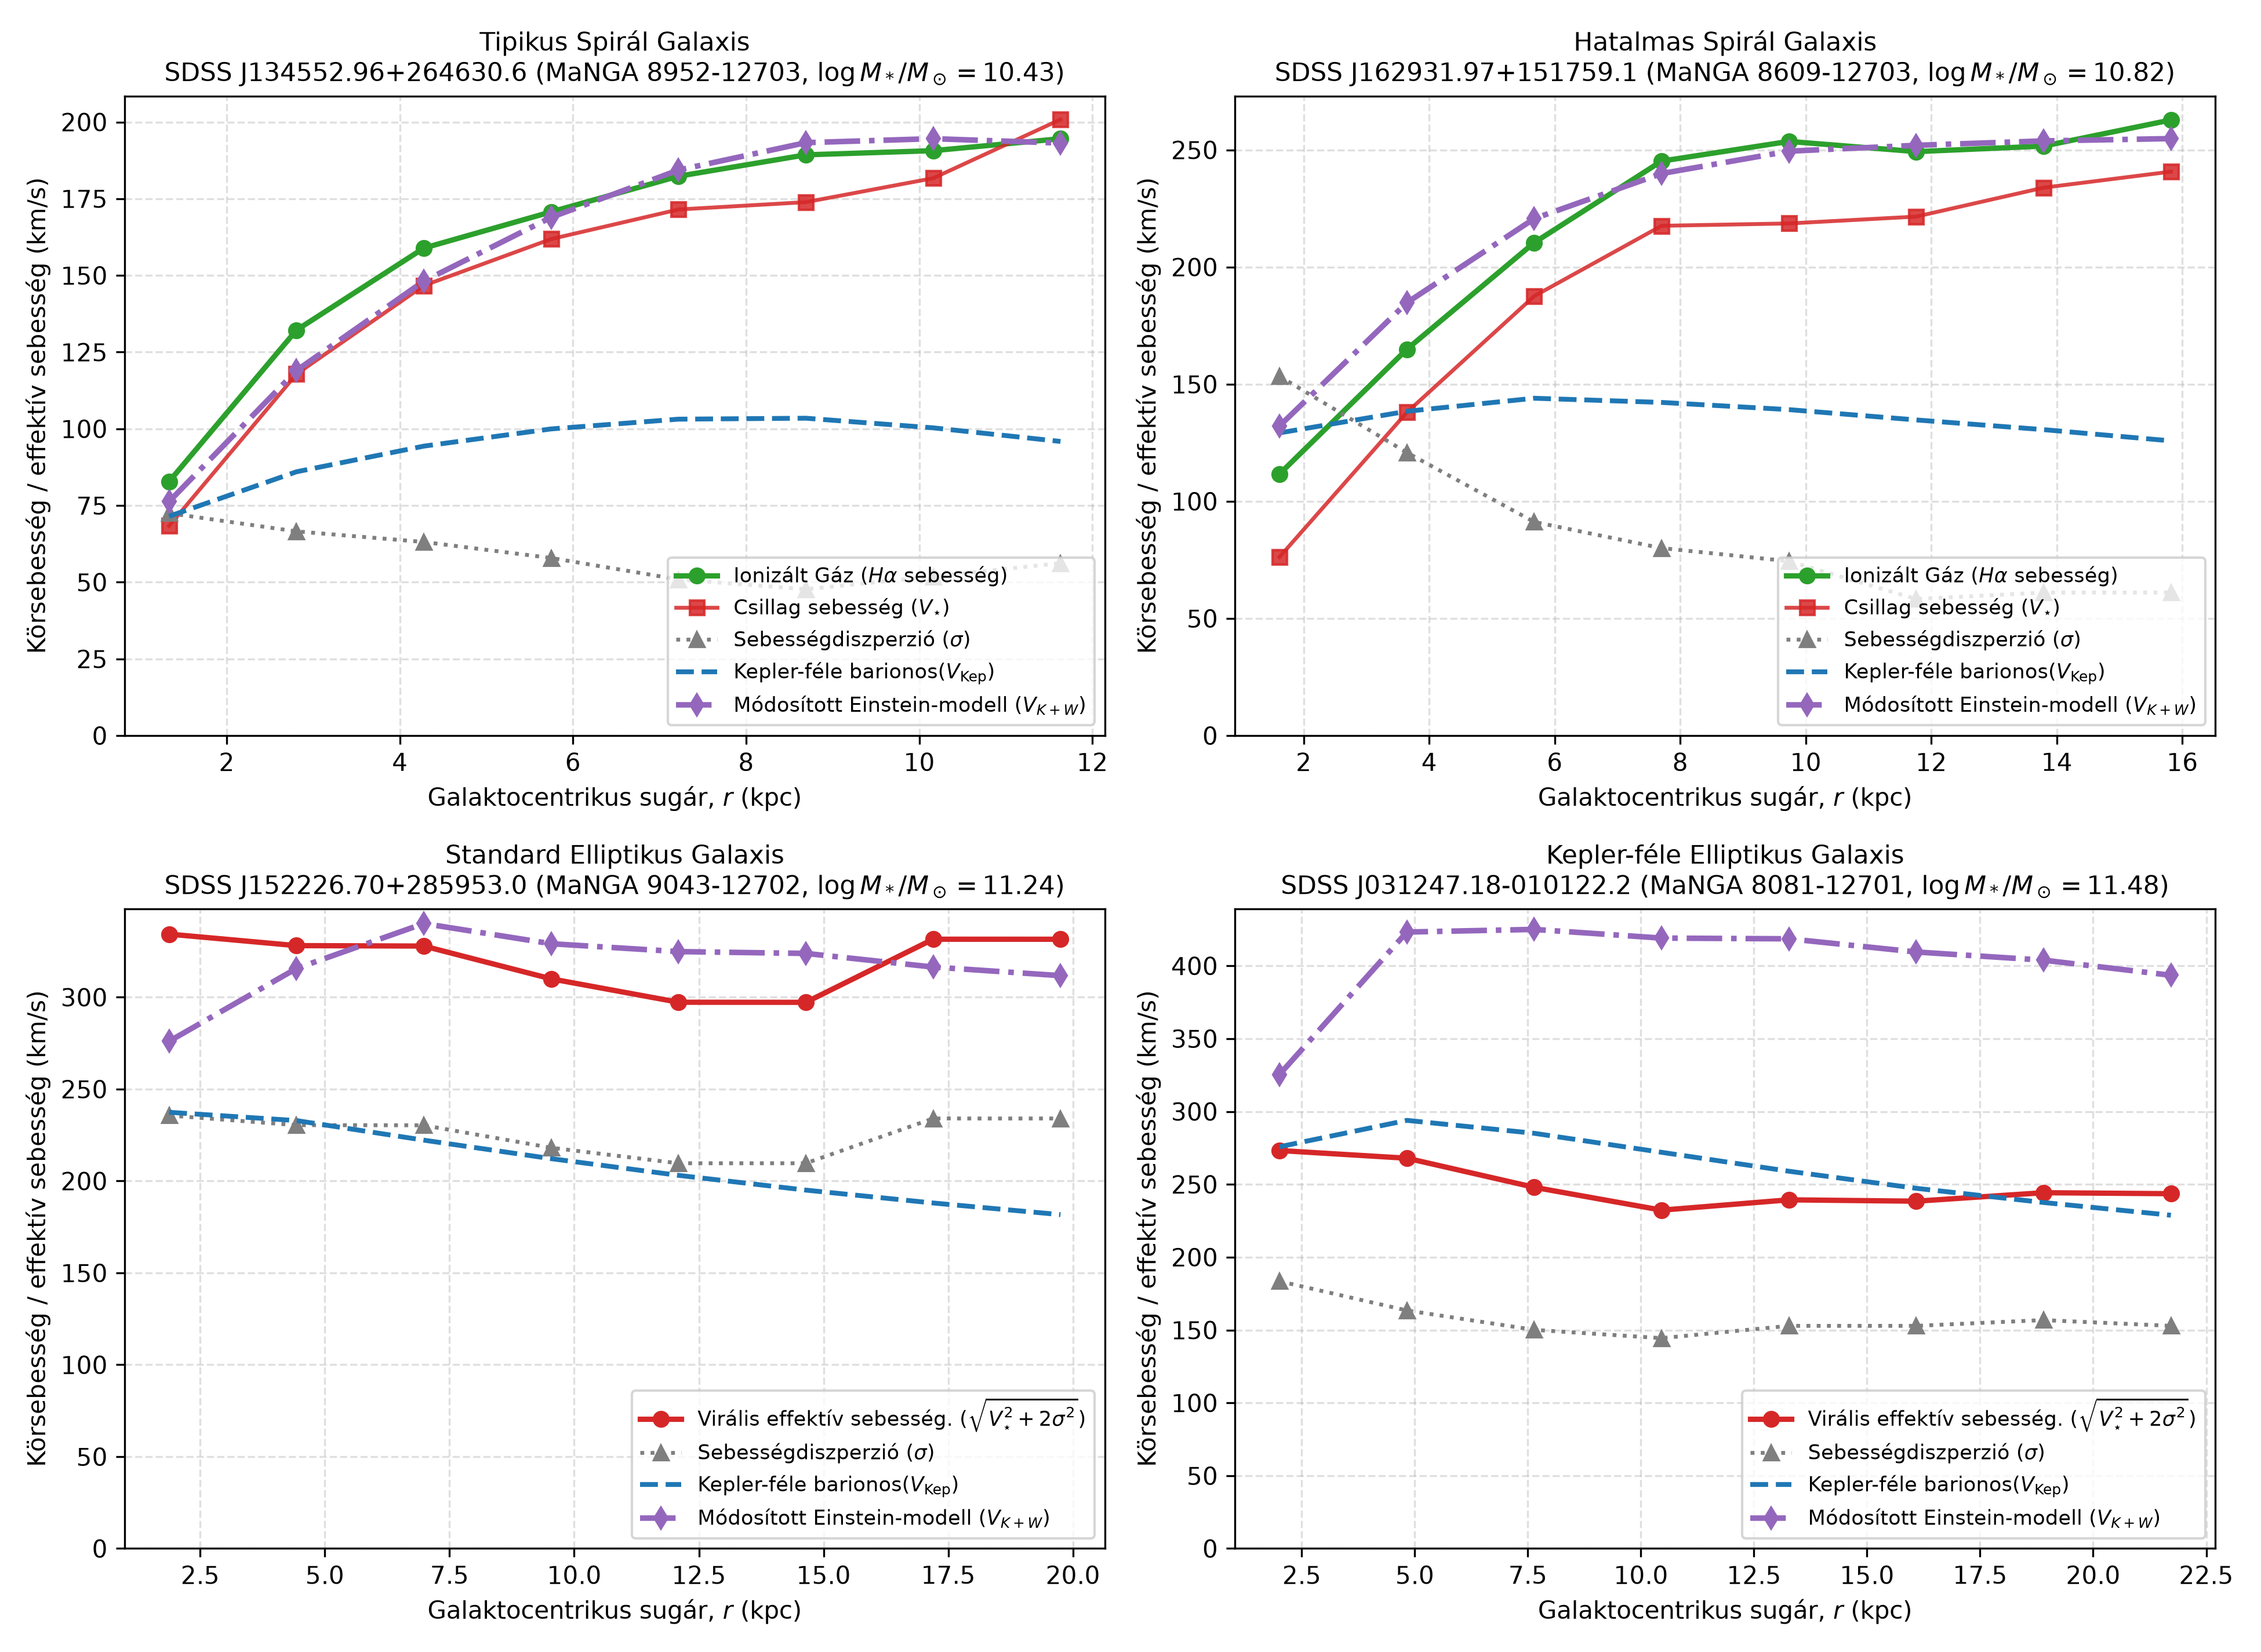 Tipikus Spirál Galaxis
SDSS J134552.96+264630.6 (MaNGA 8952-12703, log M*/M⊙ = 10.43)
Körsebesség / effektív sebesség (km/s)
200
175
150
125
100
75
50
25
0
2 4 6 8 10 12
Galaktocentrikus sugár, r (kpc)
Ionizált Gáz (Hα sebesség)
Csillag sebesség (V⋆)
Sebességdiszperzió (σ)
Kepler-féle barionos(V_Kep)
Módosított Einstein-modell (V_K+W)
Hatalmas Spirál Galaxis
SDSS J162931.97+151759.1 (MaNGA 8609-12703, log M*/M⊙ = 10.82)
Körsebesség / effektív sebesség (km/s)
250
200
150
100
50
0
2 4 6 8 10 12 14 16
Galaktocentrikus sugár, r (kpc)
Ionizált Gáz (Hα sebesség)
Csillag sebesség (V⋆)
Sebességdiszperzió (σ)
Kepler-féle barionos(V_Kep)
Módosított Einstein-modell (V_K+W)
Standard Elliptikus Galaxis
SDSS J152226.70+285953.0 (MaNGA 9043-12702, log M*/M⊙ = 11.24)
Körsebesség / effektív sebesség (km/s)
300
250
200
150
100
50
0
2.5 5.0 7.5 10.0 12.5 15.0 17.5 20.0
Galaktocentrikus sugár, r (kpc)
Virális effektív sebesség. (√V⋆² + 2σ²)
Sebességdiszperzió (σ)
Kepler-féle barionos(V_Kep)
Módosított Einstein-modell (V_K+W)
Kepler-féle Elliptikus Galaxis
SDSS J031247.18-010122.2 (MaNGA 8081-12701, log M*/M⊙ = 11.48)
Körsebesség / effektív sebesség (km/s)
400
350
300
250
200
150
100
50
0
2.5 5.0 7.5 10.0 12.5 15.0 17.5 20.0 22.5
Galaktocentrikus sugár, r (kpc)
Virális effektív sebesség. (√V⋆² + 2σ²)
Sebességdiszperzió (σ)
Kepler-féle barionos(V_Kep)
Módosított Einstein-modell (V_K+W)